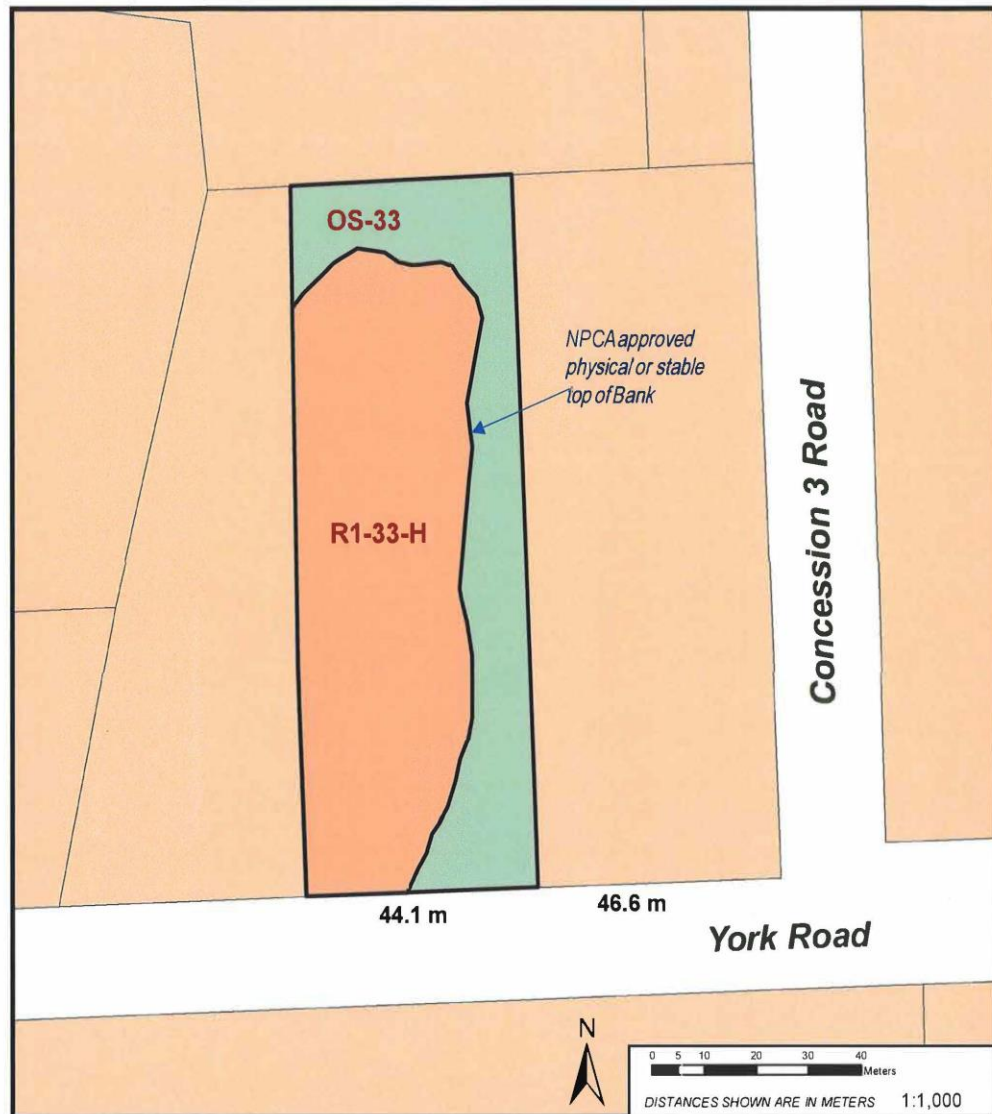 OS-33
NPCA approved
physical or stable
top of Bank
R1-33-H
Concession 3 Road
44.1 m
46.6 m
York Road
N
0 5 10 20 30 40
Meters
DISTANCES SHOWN ARE IN METERS 1:1,000